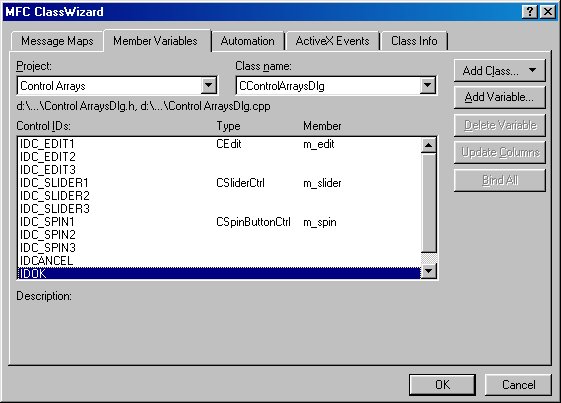 MFC ClassWizard
Message Maps Member Variables Automation ActiveX Events Class Info
Project: Class name:
Control Arrays CControlArraysDlg Add Class...
d:\...\Control ArraysDlg.h, d:\...\Control ArraysDlg.cpp Add Variable...
Control IDs: Type Member Delete Variable
IDC_EDIT1 CEdit m_edit
IDC_EDIT2 Update Columns
IDC_EDIT3
IDC_SLIDER1 CSliderCtrl m_slider Bind All
IDC_SLIDER2
IDC_SLIDER3
IDC_SPIN1 CSpinButtonCtrl m_spin
IDC_SPIN2
IDC_SPIN3
IDCANCEL
IDOK
Description:
OK Cancel